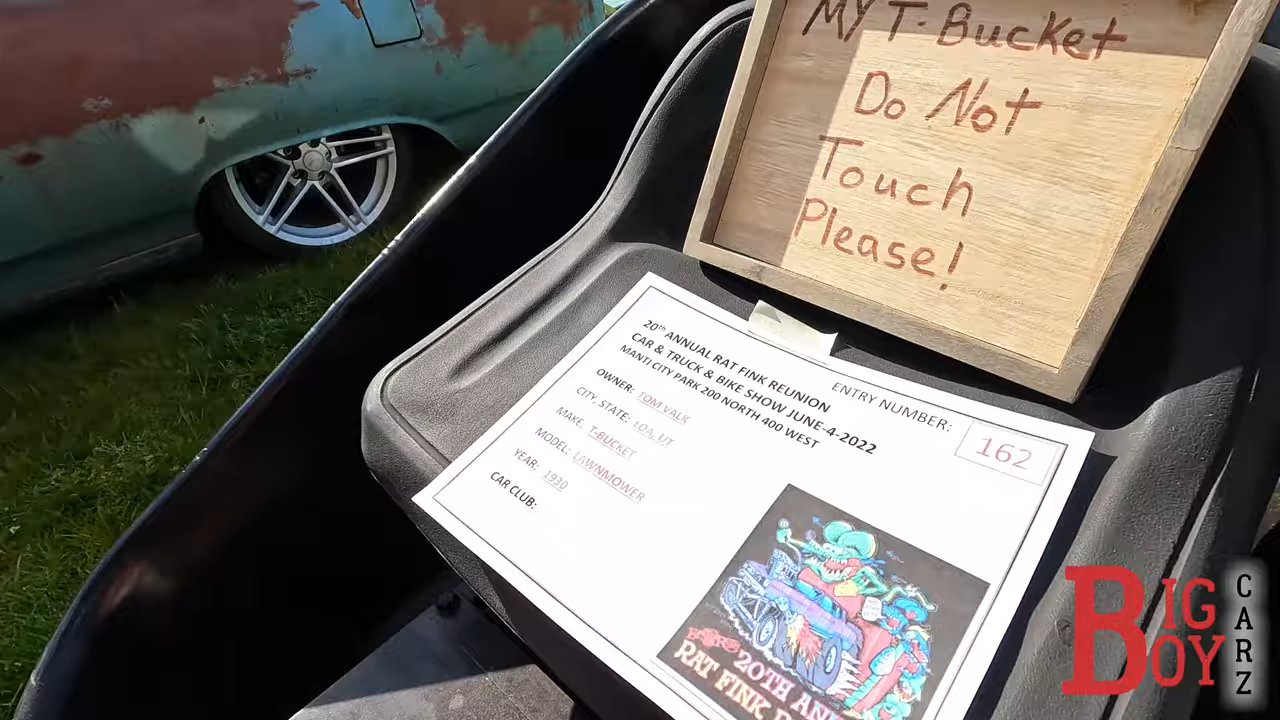 MY T-Bucket
Do Not
Touch
Please!
20th ANNUAL RAT FINK REUNION
CAR & TRUCK & BIKE SHOW JUNE-4-2022
MANTI CITY PARK 200 NORTH 400 WEST
ENTRY NUMBER:
162
OWNER: TOM VALK
CITY, STATE: LOA, UT
MAKE: T-BUCKET
MODEL: LAWNMOWER
YEAR: 1930
CAR CLUB:
20TH
RAT FINK
BIG BOY
CARZ